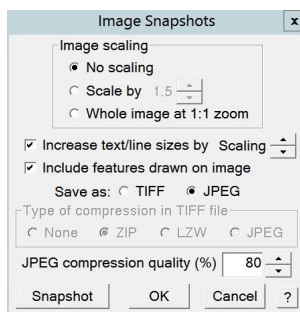 Image Snapshots x
Image scaling
No scaling
Scale by 1.5
Whole image at 1:1 zoom
Increase text/line sizes by Scaling
Include features drawn on image
Save as: TIFF JPEG
Type of compression in TIFF file
None ZIP LZW JPEG
JPEG compression quality (%) 80
Snapshot OK Cancel ?